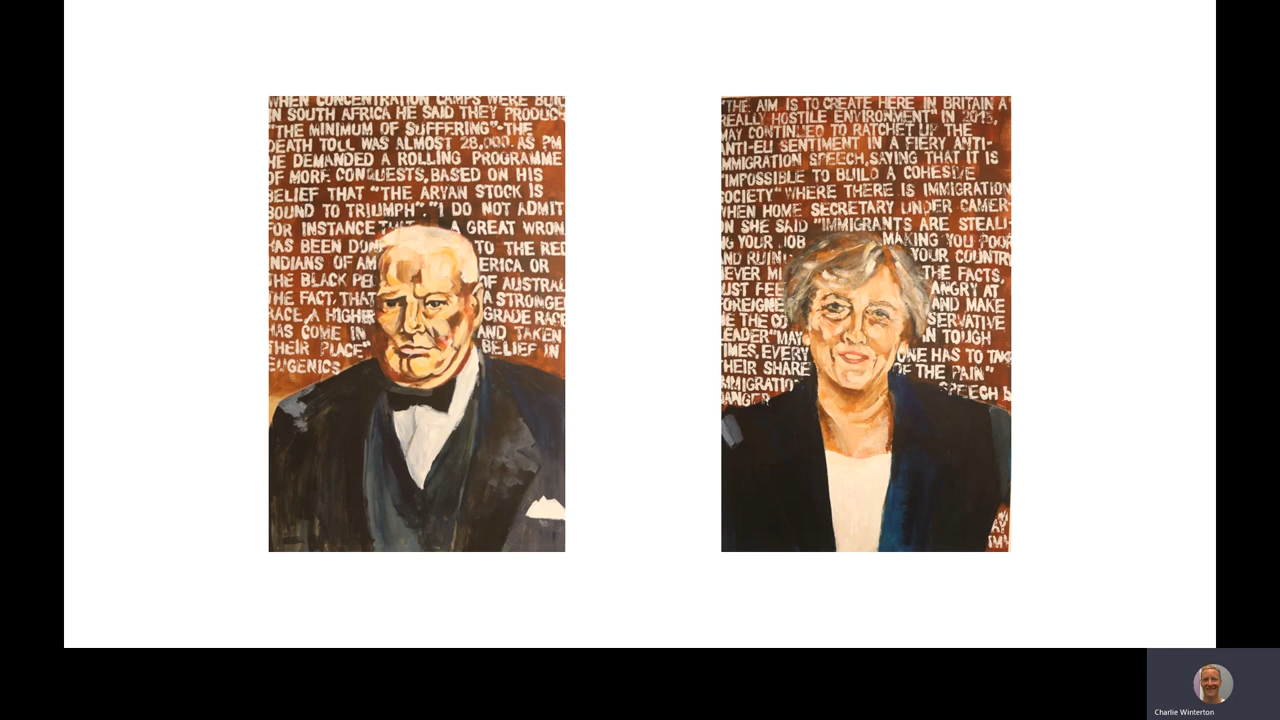 WHEN CONCENTRATION CAMPS WERE BUIL
IN SOUTH AFRICA HE SAID THEY PRODUC
"THE MINIMUM OF SUFFERING"-THE
DEATH TOLL WAS ALMOST 28,000. AS PM
HE DEMANDED A ROLLING PROGRAMME
OF MORE CONQUESTS, BASED ON HIS
BELIEF THAT "THE ARYAN STOCK IS
BOUND TO TRIUMPH". "I DO NOT ADMIT
FOR INSTANCE THAT A GREAT WRON
HAS BEEN DON TO THE RED
INDIANS OF AM ERICA OR
THE BLACK PEO OF AUSTRAL
THE FACT THAT A STRONGER
RACE, A HIGHER GRADE RACE
HAS COME IN AND TAKEN
THEIR PLACE" BELIEF IN
EUGENICS
"THE AIM IS TO CREATE HERE IN BRITAIN A
REALLY HOSTILE ENVIRONMENT" IN
MAY CONTINUED TO RATCHET UP THE
ANTI-EU SENTIMENT IN A FIERY ANTI-
IMMIGRATION SPEECH, SAYING THAT IT IS
"IMPOSSIBLE TO BUILD A COHESIVE
SOCIETY" WHERE THERE IS IMMIGRATION
WHEN HOME SECRETARY UNDER CAMER-
ON SHE SAID "IMMIGRANTS ARE STEALI-
NG YOUR JOB MAKING YOU POOR
AND RUINI YOUR COUNTRY
NEVER MI THE FACTS,
JUST FEE ANGRY AT
FOREIGNE AND MAKE
ME THE CO SERVATIVE
LEADER" MAY IN TOUGH
TIMES, EVERY ONE HAS TO TAKE
THEIR SHARE OF THE PAIN"
IMMIGRATION SPEECH
DANGER
Charlie Winterton